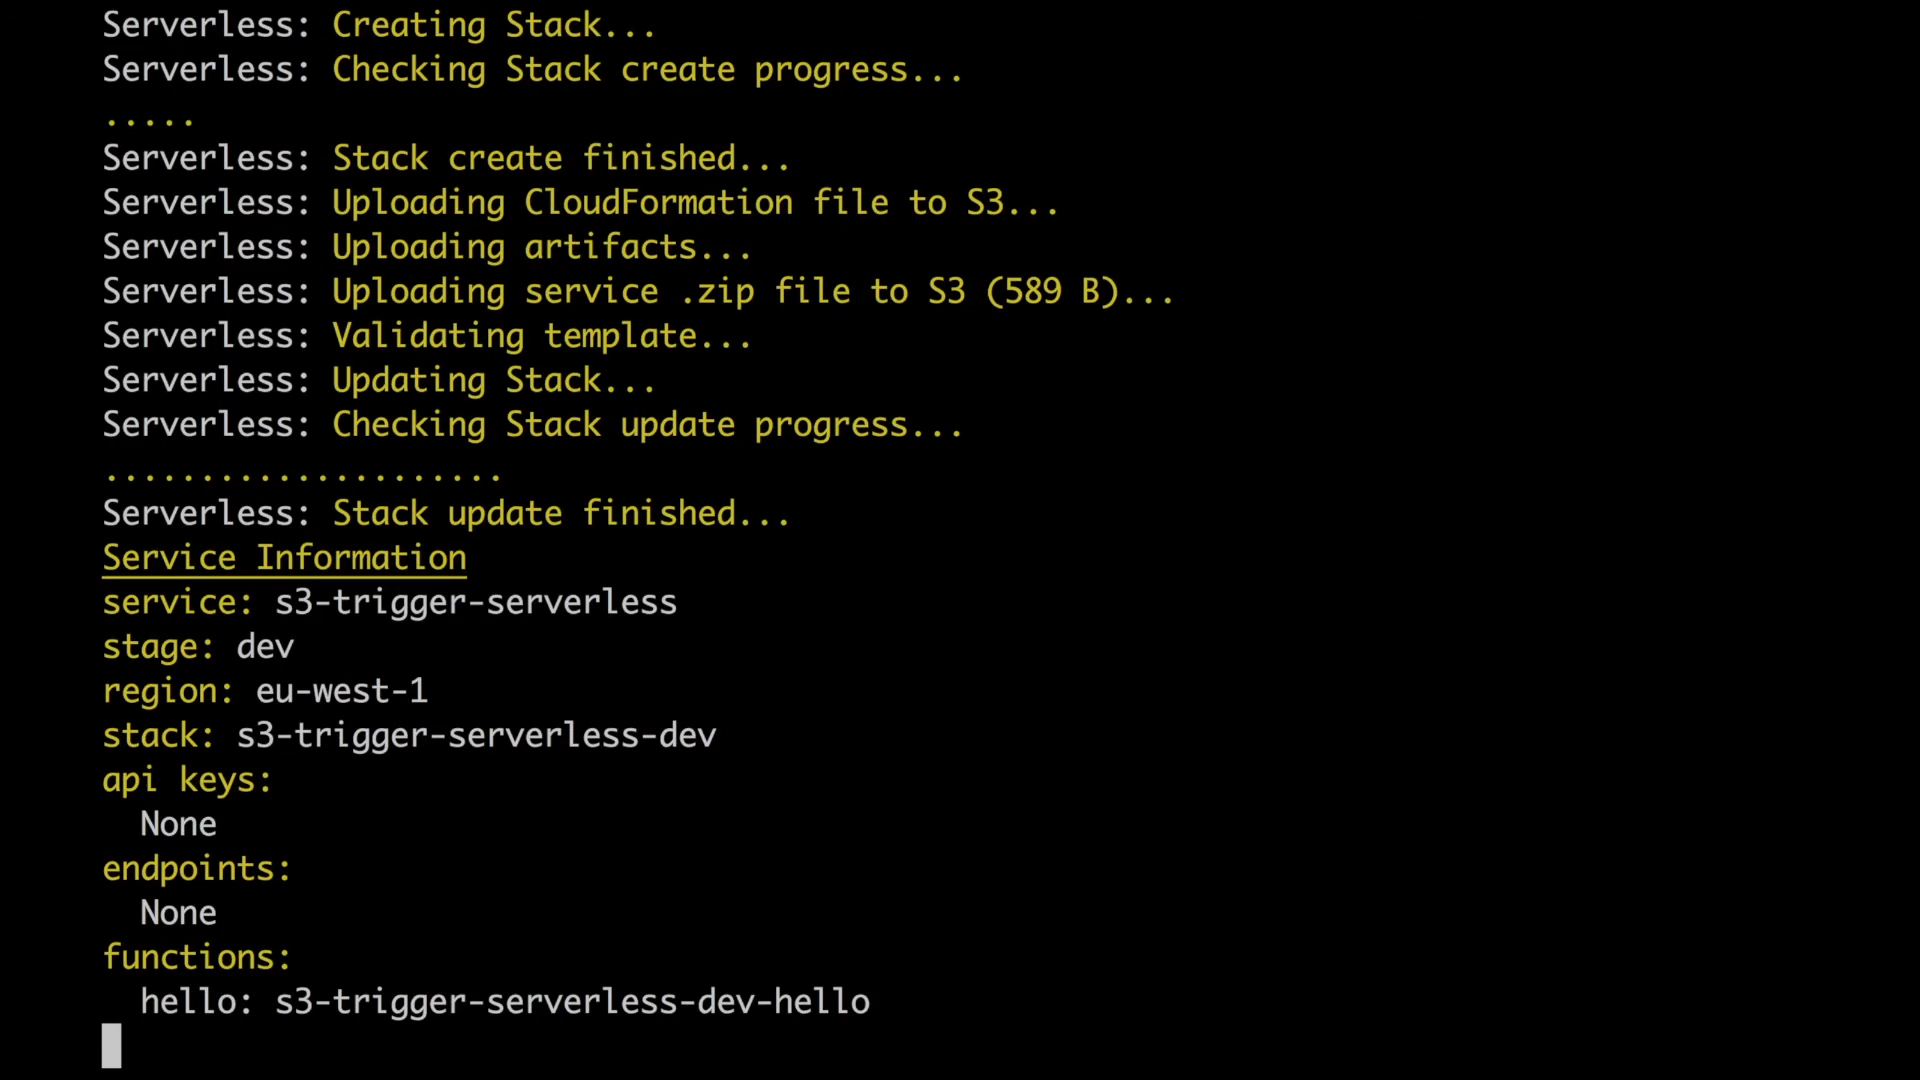 Serverless: Creating Stack...
Serverless: Checking Stack create progress...
.....
Serverless: Stack create finished...
Serverless: Uploading CloudFormation file to S3...
Serverless: Uploading artifacts...
Serverless: Uploading service .zip file to S3 (589 B)...
Serverless: Validating template...
Serverless: Updating Stack...
Serverless: Checking Stack update progress...
.....................
Serverless: Stack update finished...
Service Information
service: s3-trigger-serverless
stage: dev
region: eu-west-1
stack: s3-trigger-serverless-dev
api keys:
  None
endpoints:
  None
functions:
  hello: s3-trigger-serverless-dev-hello